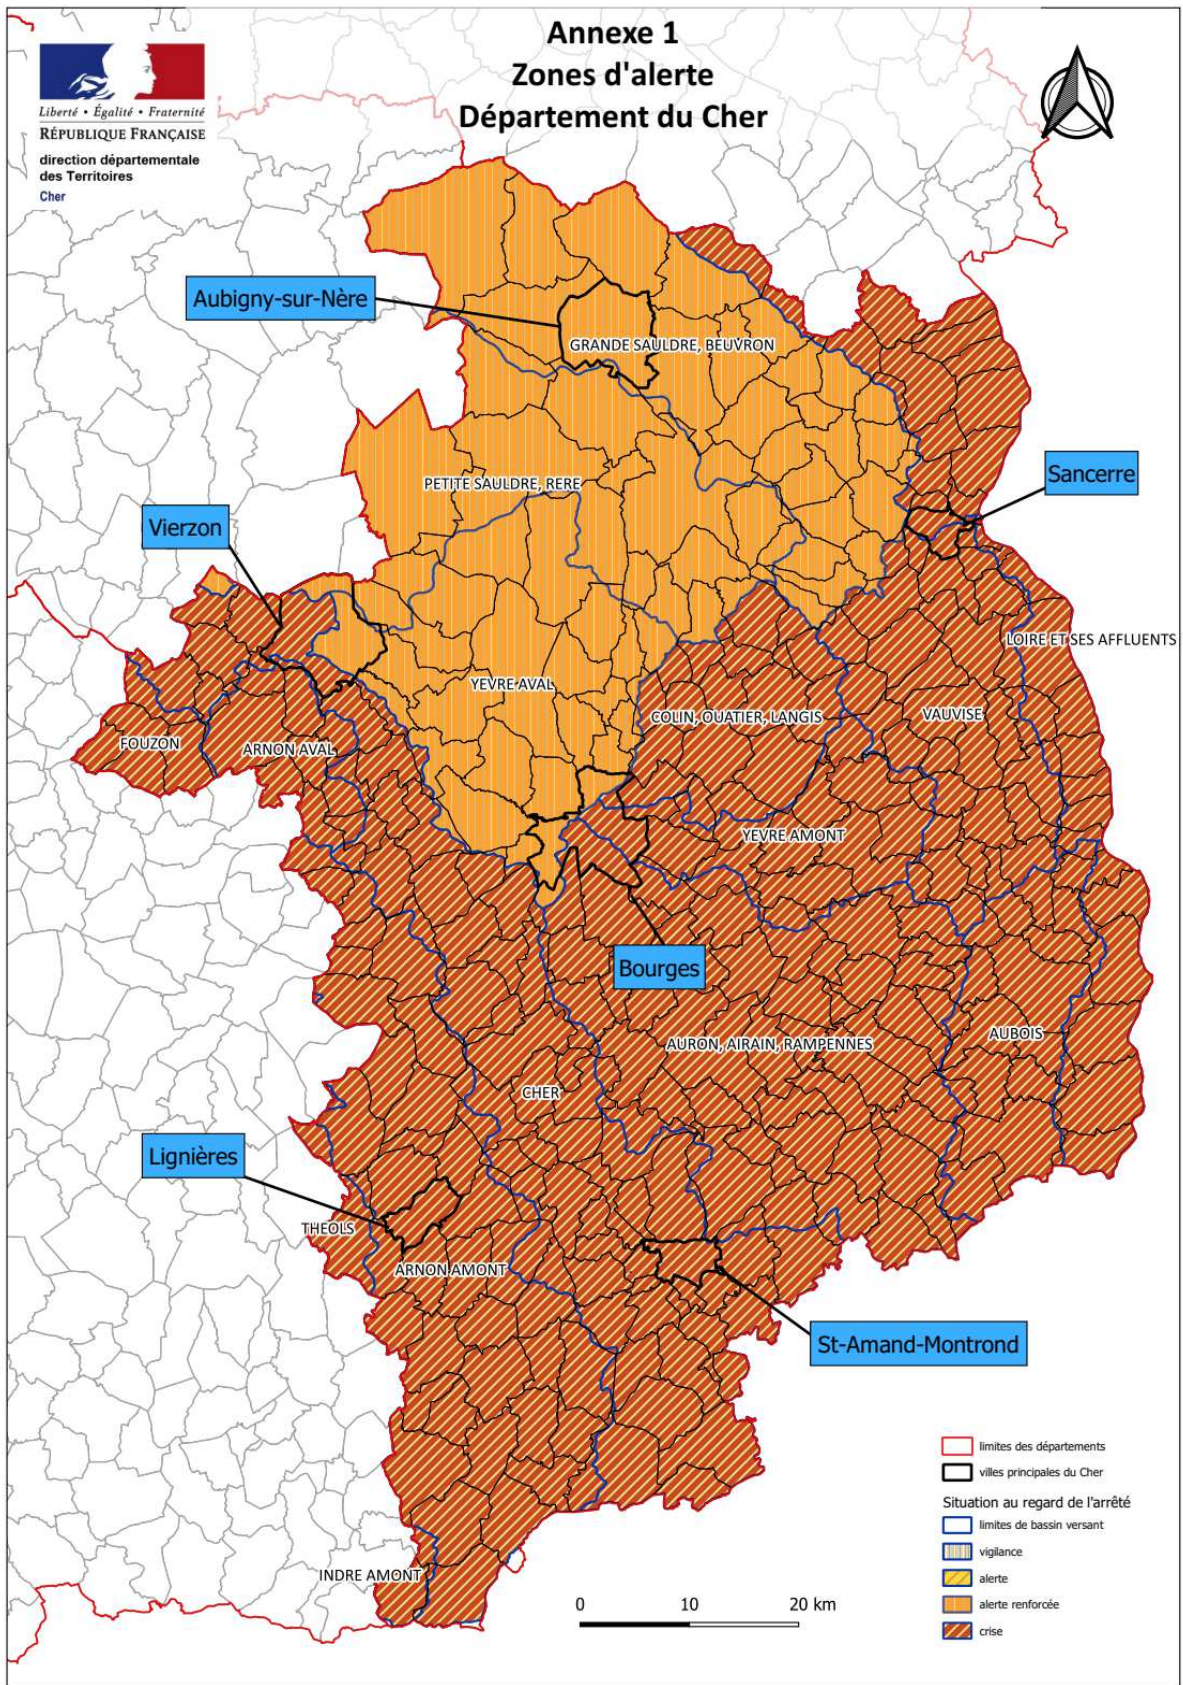 Annexe 1
Zones d'alerte
Département du Cher
Liberté • Égalité • Fraternité
RÉPUBLIQUE FRANÇAISE
direction départementale
des Territoires
Cher
Aubigny-sur-Nère
GRANDE SAULDRE, BEUVRON
Sancerre
PETITE SAULDRE, RERE
Vierzon
LOIRE ET SES AFFLUENTS
YEVRE AVAL
COLIN, OUATIER, LANGIS
VAUVISE
FOUZON
ARNON AVAL
YEVRE AMONT
Bourges
AUBOIS
AURON, AIRAIN, RAMPENNES
CHER
Lignières
THEOLS
ARNON AMONT
St-Amand-Montrond
INDRE AMONT
limites des départements
villes principales du Cher
Situation au regard de l'arrêté
limites de bassin versant
vigilance
alerte
alerte renforcée
crise
0 10 20 km